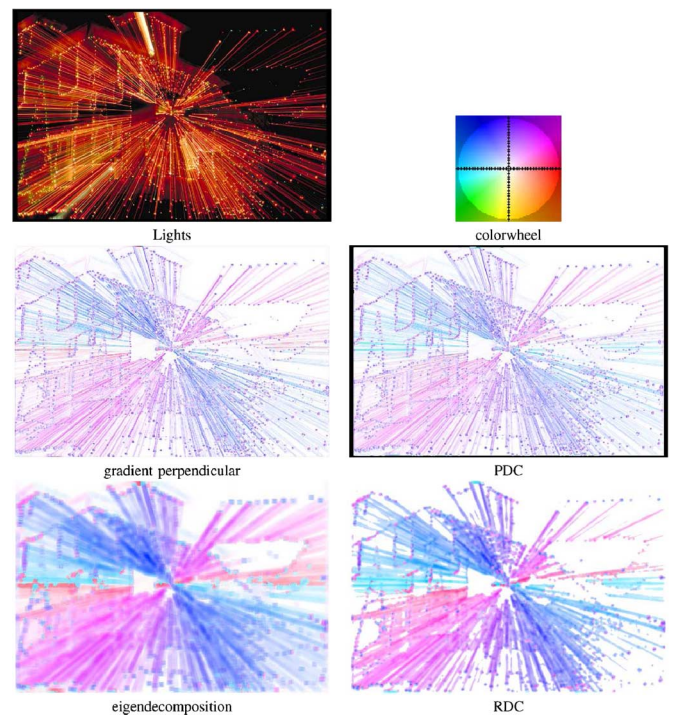 Lights
colorwheel
gradient perpendicular
PDC
eigendecomposition
RDC